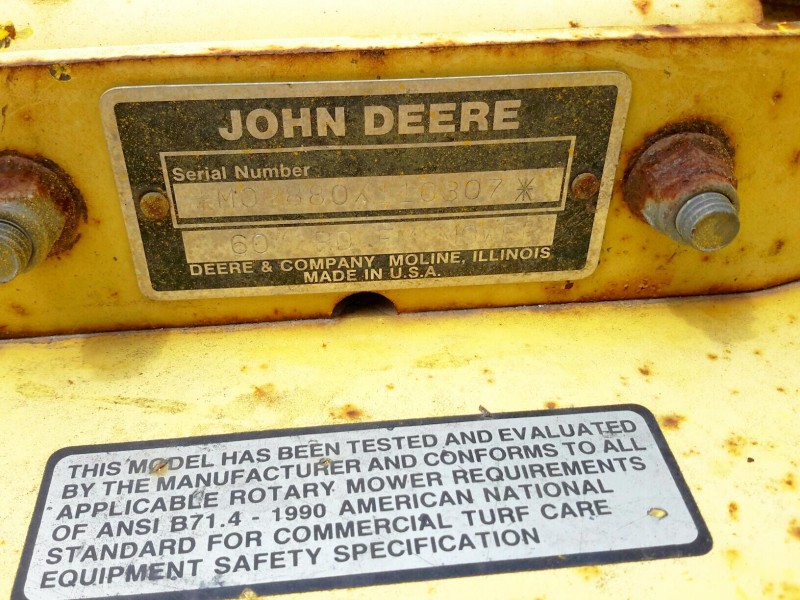 JOHN DEERE
Serial Number
60
DEERE & COMPANY MOLINE, ILLINOIS
MADE IN U.S.A.
THIS MODEL HAS BEEN TESTED AND EVALUATED
BY THE MANUFACTURER AND CONFORMS TO ALL
APPLICABLE ROTARY MOWER REQUIREMENTS
OF ANSI B71.4 - 1990 AMERICAN NATIONAL
STANDARD FOR COMMERCIAL TURF CARE
EQUIPMENT SAFETY SPECIFICATION